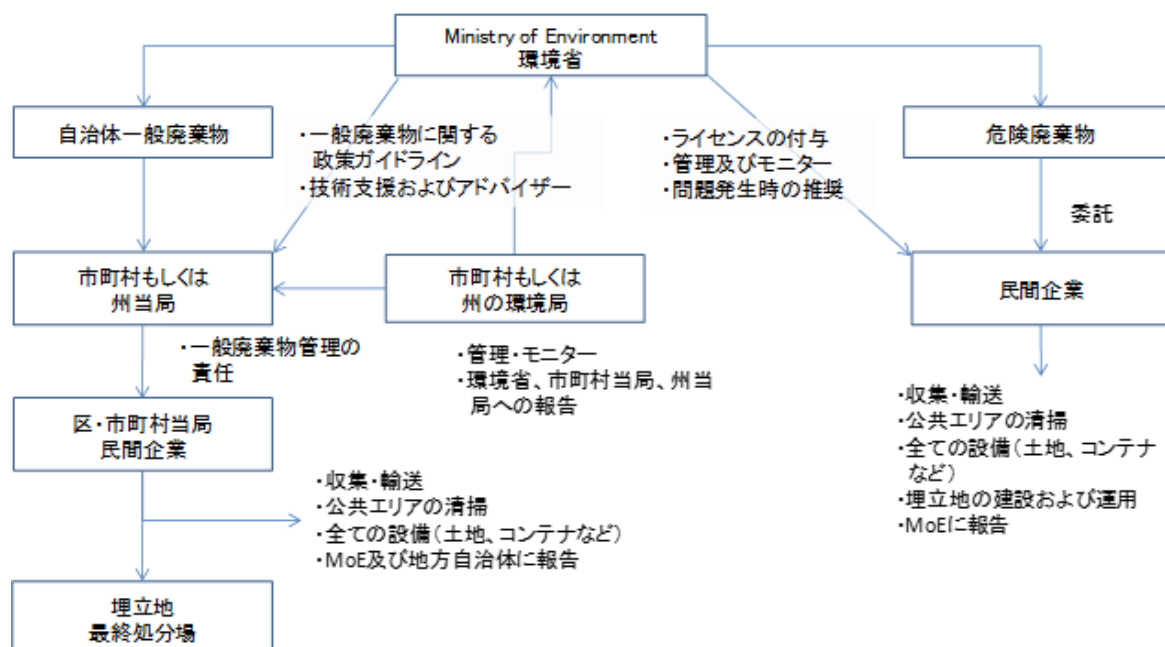 Ministry of Environment
環境省
自治体一般廃棄物
・一般廃棄物に関する
政策ガイドライン
・技術支援およびアドバイザー
・ライセンスの付与
・管理及びモニター
・問題発生時の推奨
危険廃棄物
委託
市町村もしくは
州当局
市町村もしくは
州の環境局
民間企業
・一般廃棄物管理の
責任
・管理・モニター
・環境省、市町村当局、州当
局への報告
・収集・輸送
・公共エリアの清掃
・全ての設備(土地、コンテナ
など)
・埋立地の建設および運用
・MoEに報告
区・市町村当局
民間企業
・収集・輸送
・公共エリアの清掃
・全ての設備(土地、コンテナなど)
・MoE及び地方自治体に報告
埋立地
最終処分場